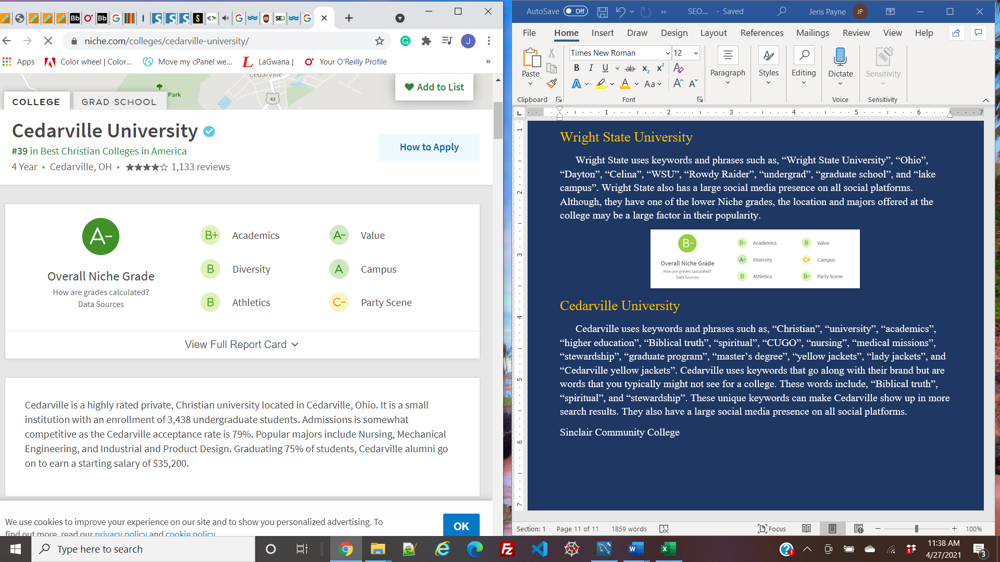 niche.com/colleges/cedarville-university/
J
Apps
Color wheel | Color...
Move my cPanel we...
LaGwana |
Your O'Reilly Profile
»
Cedarville
Park
42
Add to List
COLLEGE
GRAD SCHOOL
Cedarville University
#39 in Best Christian Colleges in America
4 Year • Cedarville, OH • 1,133 reviews
How to Apply
A-
Overall Niche Grade
How are grades calculated?
Data Sources
B+ Academics
A- Value
B Diversity
A Campus
B Athletics
C- Party Scene
View Full Report Card
Cedarville is a highly rated private, Christian university located in Cedarville, Ohio. It is a small
institution with an enrollment of 3,438 undergraduate students. Admissions is somewhat
competitive as the Cedarville acceptance rate is 79%. Popular majors include Nursing, Mechanical
Engineering, and Industrial and Product Design. Graduating 75% of students, Cedarville alumni go
on to earn a starting salary of $35,200.
We use cookies to improve your experience on our site and to show you personalized advertising. To
find out more, read our privacy policy and cookie policy
OK
AutoSave Off
SEO... - Saved
Jeris Payne JP
File Home Insert Draw Design Layout References Mailings Review View Help
Paste
Clipboard
Times New Roman 12
Font
Paragraph
Styles
Editing
Dictate
Voice
Sensitivity
Sensitivity
1 2 3 4 5 6 7
Wright State University
Wright State uses keywords and phrases such as, “Wright State University”, “Ohio”,
“Dayton”, “Celina”, “WSU”, “Rowdy Raider”, “undergrad”, “graduate school”, and “lake
campus”. Wright State also has a large social media presence on all social platforms.
Although, they have one of the lower Niche grades, the location and majors offered at the
college may be a large factor in their popularity.
B-
Overall Niche Grade
How are grades calculated?
Data Sources
B- Academics
B Value
A- Diversity
C+ Campus
B Athletics
B- Party Scene
Cedarville University
Cedarville uses keywords and phrases such as, “Christian”, “university”, “academics”,
“higher education”, “Biblical truth”, “spiritual”, “CUGO”, “nursing”, “medical missions”,
“stewardship”, “graduate program”, “master’s degree”, “yellow jackets”, “lady jackets”, and
“Cedarville yellow jackets”. Cedarville uses keywords that go along with their brand but are
words that you typically might not see for a college. These words include, “Biblical truth”,
“spiritual”, and “stewardship”. These unique keywords can make Cedarville show up in more
search results. They also have a large social media presence on all social platforms.
Sinclair Community College
Section: 1 Page 11 of 11 1859 words
Focus
100%
Type here to search
11:38 AM
4/27/2021
3